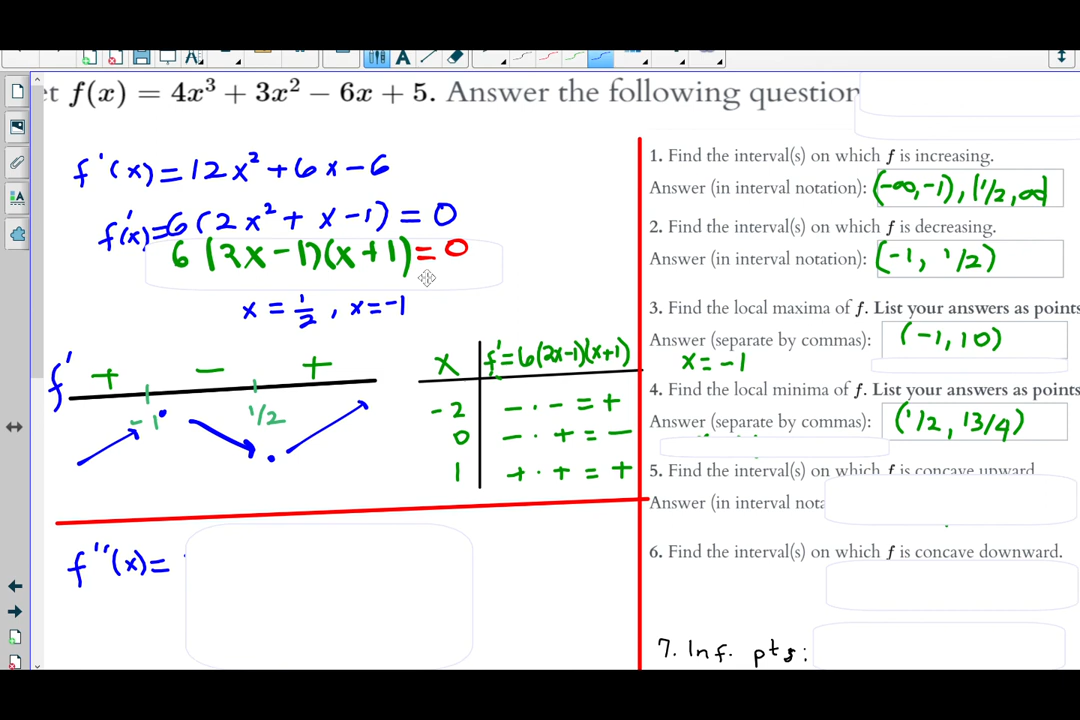 et f(x) = 4x³ + 3x² − 6x + 5. Answer the following question
f'(x) = 12x² + 6x − 6
f'(x) = 6(2x² + x − 1) = 0
6(2x − 1)(x + 1) = 0
x = 1/2, x = −1
f'
+ − +
−1 1/2
x f' = 6(2x−1)(x+1)
−2 − · − = +
0 − · + = −
1 + · + = +
f''(x) =
1. Find the interval(s) on which f is increasing.
Answer (in interval notation): (−∞, −1), (1/2, ∞)
2. Find the interval(s) on which f is decreasing.
Answer (in interval notation): (−1, 1/2)
3. Find the local maxima of f. List your answers as points
Answer (separate by commas): (−1, 10)
x = −1
4. Find the local minima of f. List your answers as points
Answer (separate by commas): (1/2, 13/4)
5. Find the interval(s) on which f is concave upward
Answer (in interval nota
6. Find the interval(s) on which f is concave downward.
7. Inf. pts: